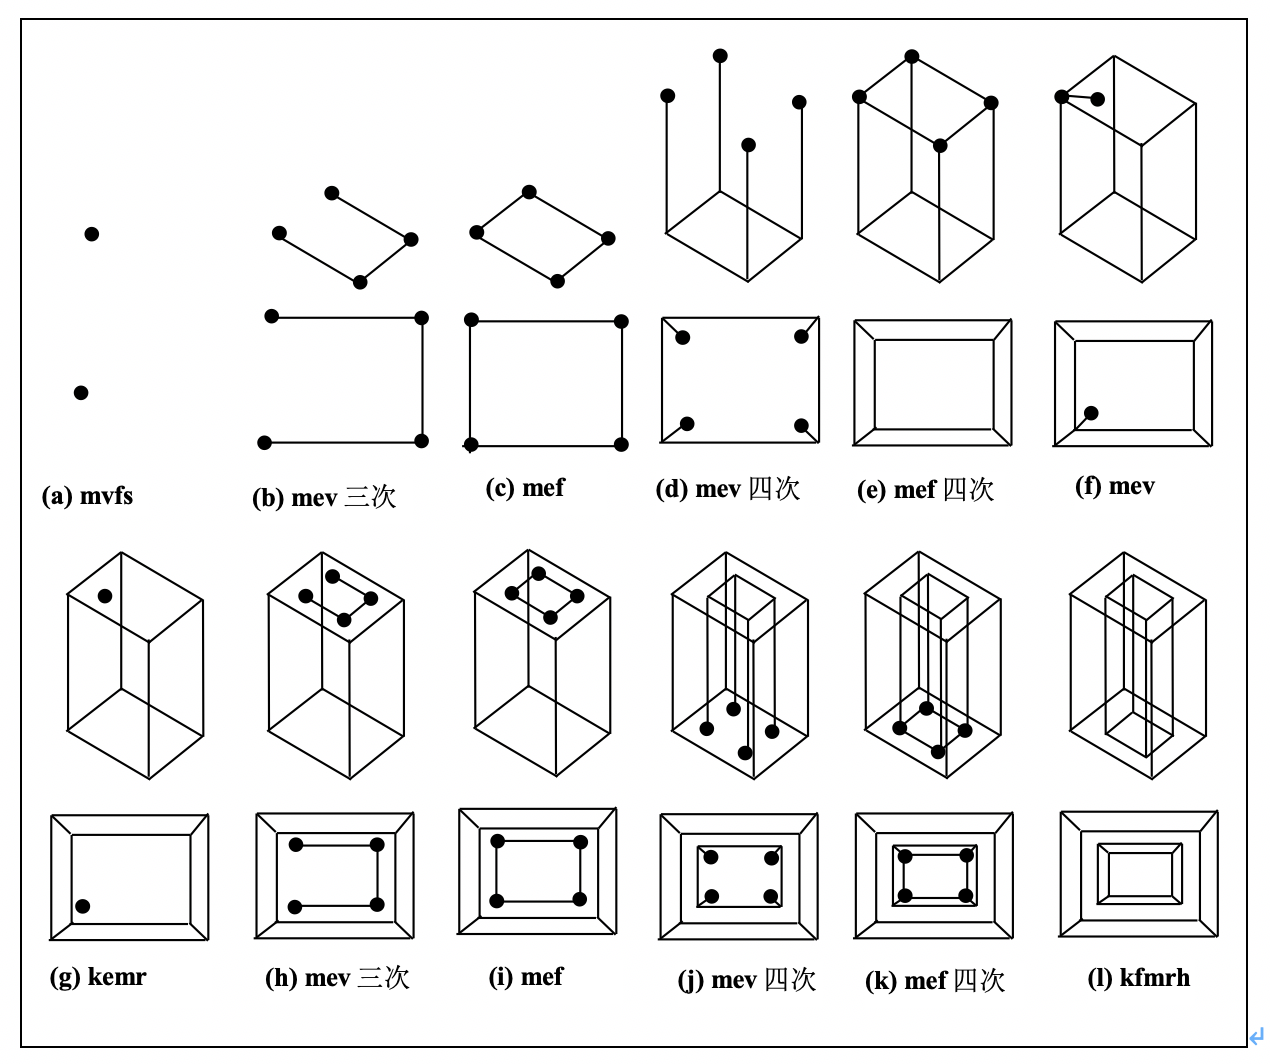 (a) mvfs
(b) mev 三次
(c) mef
(d) mev 四次
(e) mef 四次
(f) mev
(g) kemr
(h) mev 三次
(i) mef
(j) mev 四次
(k) mef 四次
(l) kfmrh